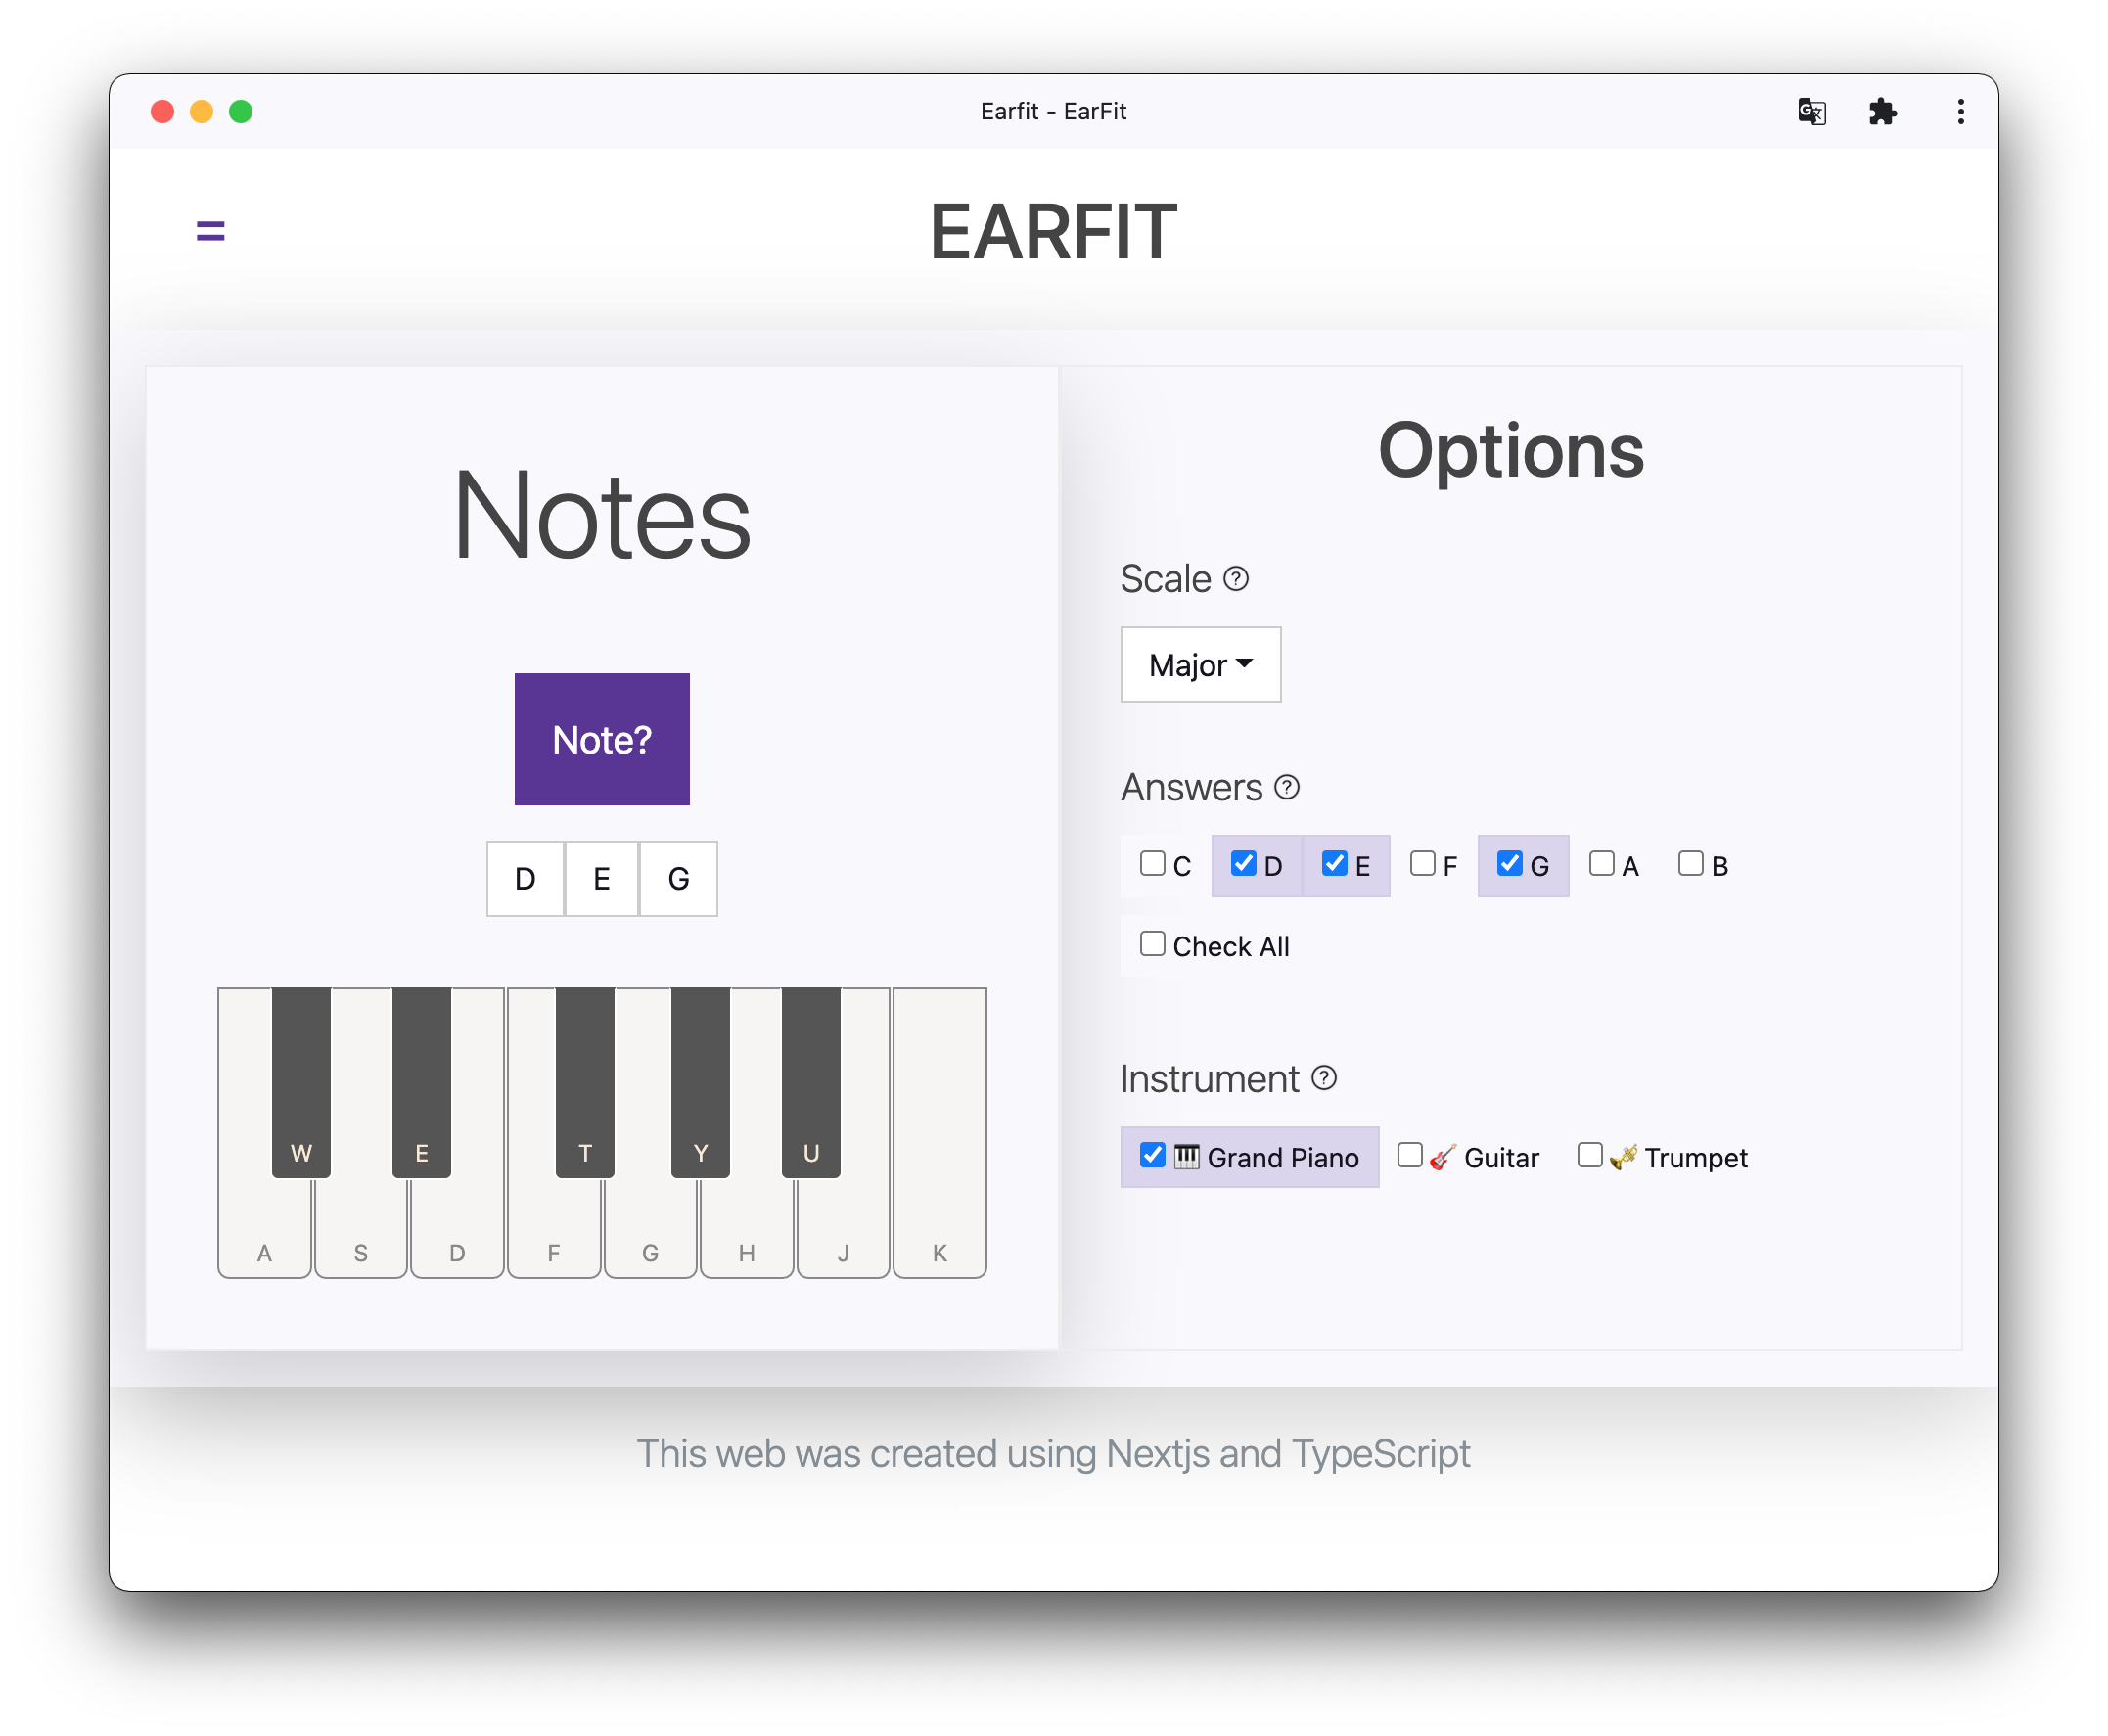 Earfit - EarFit
EARFIT
Notes
Note?
D E G
W E T Y U
A S D F G H J K
Options
Scale ?
Major
Answers ?
C D E F G A B
Check All
Instrument ?
Grand Piano Guitar Trumpet
This web was created using Nextjs and TypeScript